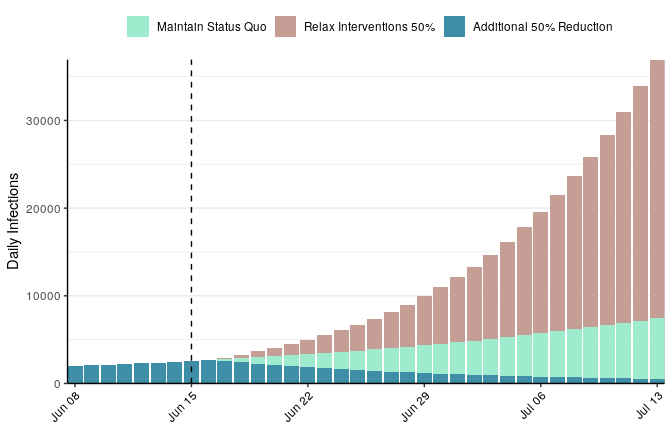 Maintain Status Quo Relax Interventions 50% Additional 50% Reduction
Daily Infections
30000
20000
10000
0
Jun 08 Jun 15 Jun 22 Jun 29 Jul 06 Jul 13